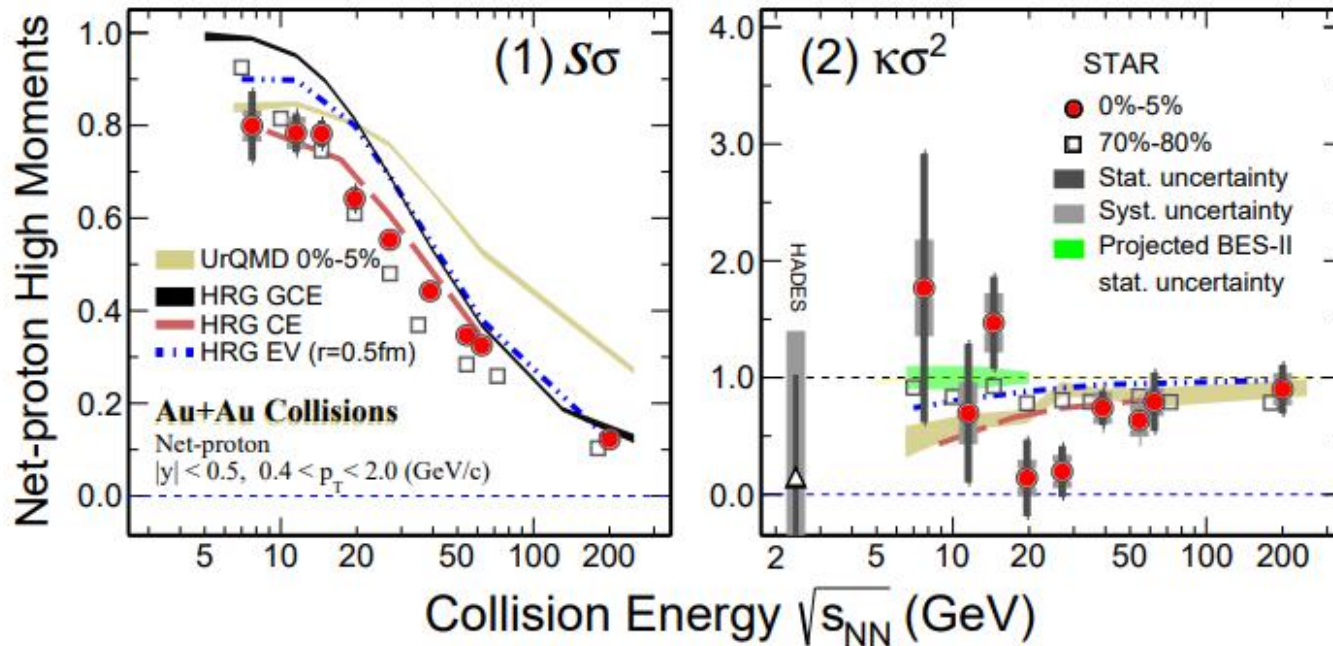 Net-proton High Moments
1.0
0.8
0.6
0.4
0.2
0.0
(1) Sσ
UrQMD 0%-5%
HRG GCE
HRG CE
HRG EV (r=0.5fm)
Au+Au Collisions
Net-proton
|y| < 0.5, 0.4 < p_T < 2.0 (GeV/c)
5 10 20 50 100 200
4.0
3.0
2.0
1.0
0.0
(2) κσ²
STAR
0%-5%
70%-80%
Stat. uncertainty
Syst. uncertainty
Projected BES-II
stat. uncertainty
HADES
2 5 10 20 50 100 200
Collision Energy √s_NN (GeV)